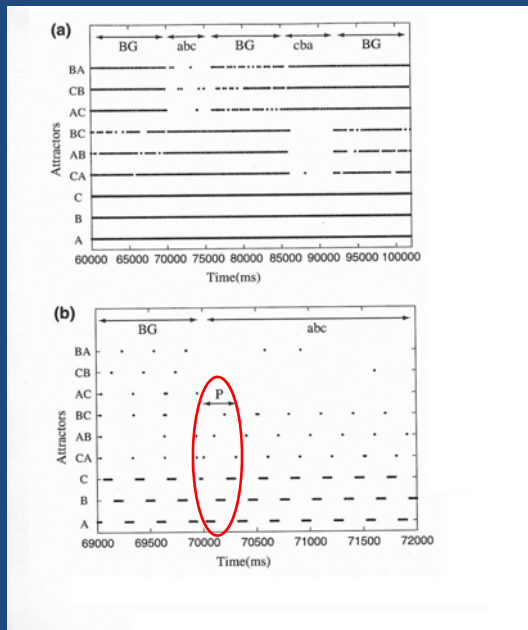 (a)
BG abc BG cba BG
BA
CB
AC
BC
AB
CA
C
B
A
Attractors
60000 65000 70000 75000 80000 85000 90000 95000 100000
Time(ms)
(b)
BG abc
BA
CB
AC
P
BC
AB
CA
C
B
A
Attractors
69000 69500 70000 70500 71000 71500 72000
Time(ms)